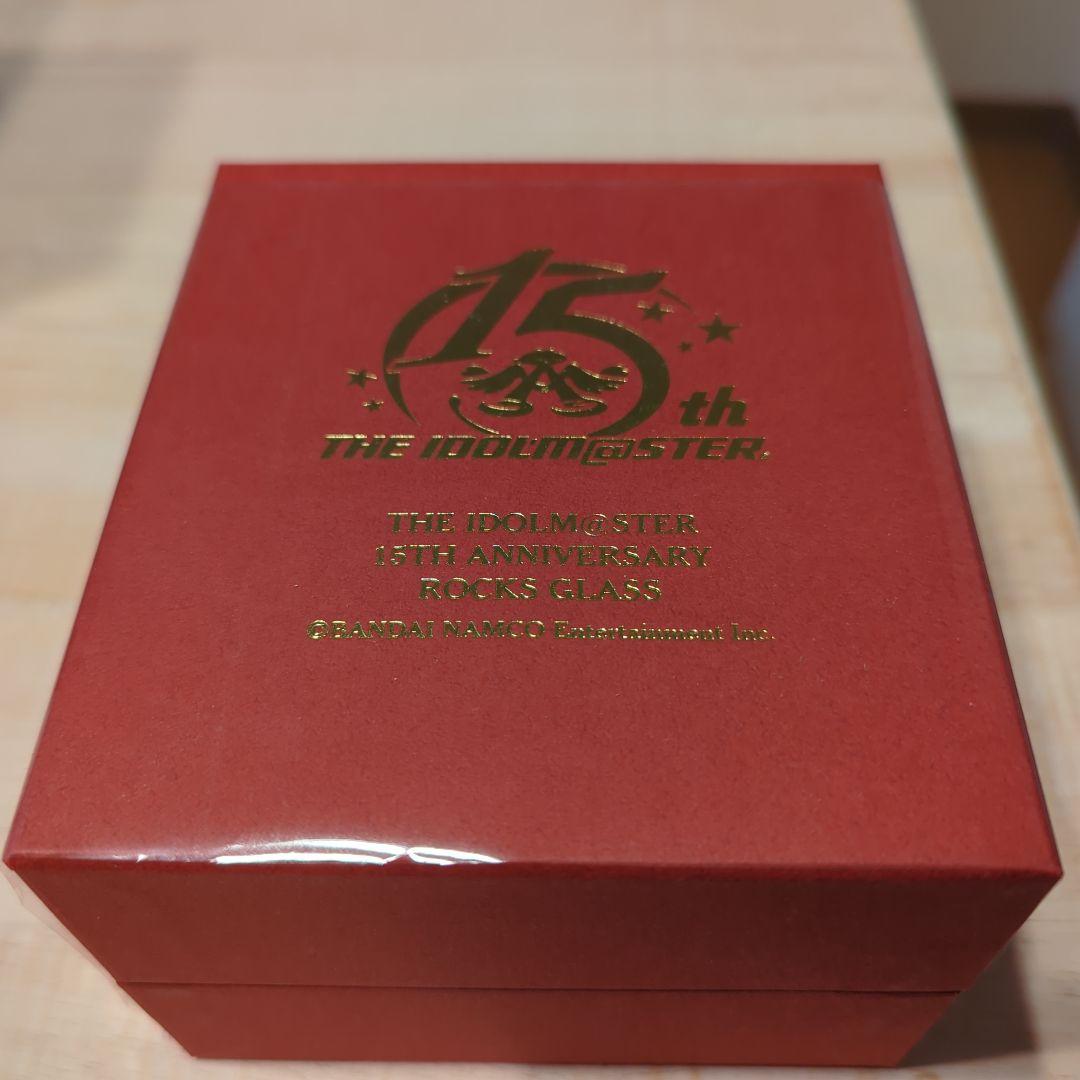 15th
THE IDOLM@STER
THE IDOLM@STER
15TH ANNIVERSARY
ROCKS GLASS
©BANDAI NAMCO Entertainment Inc.